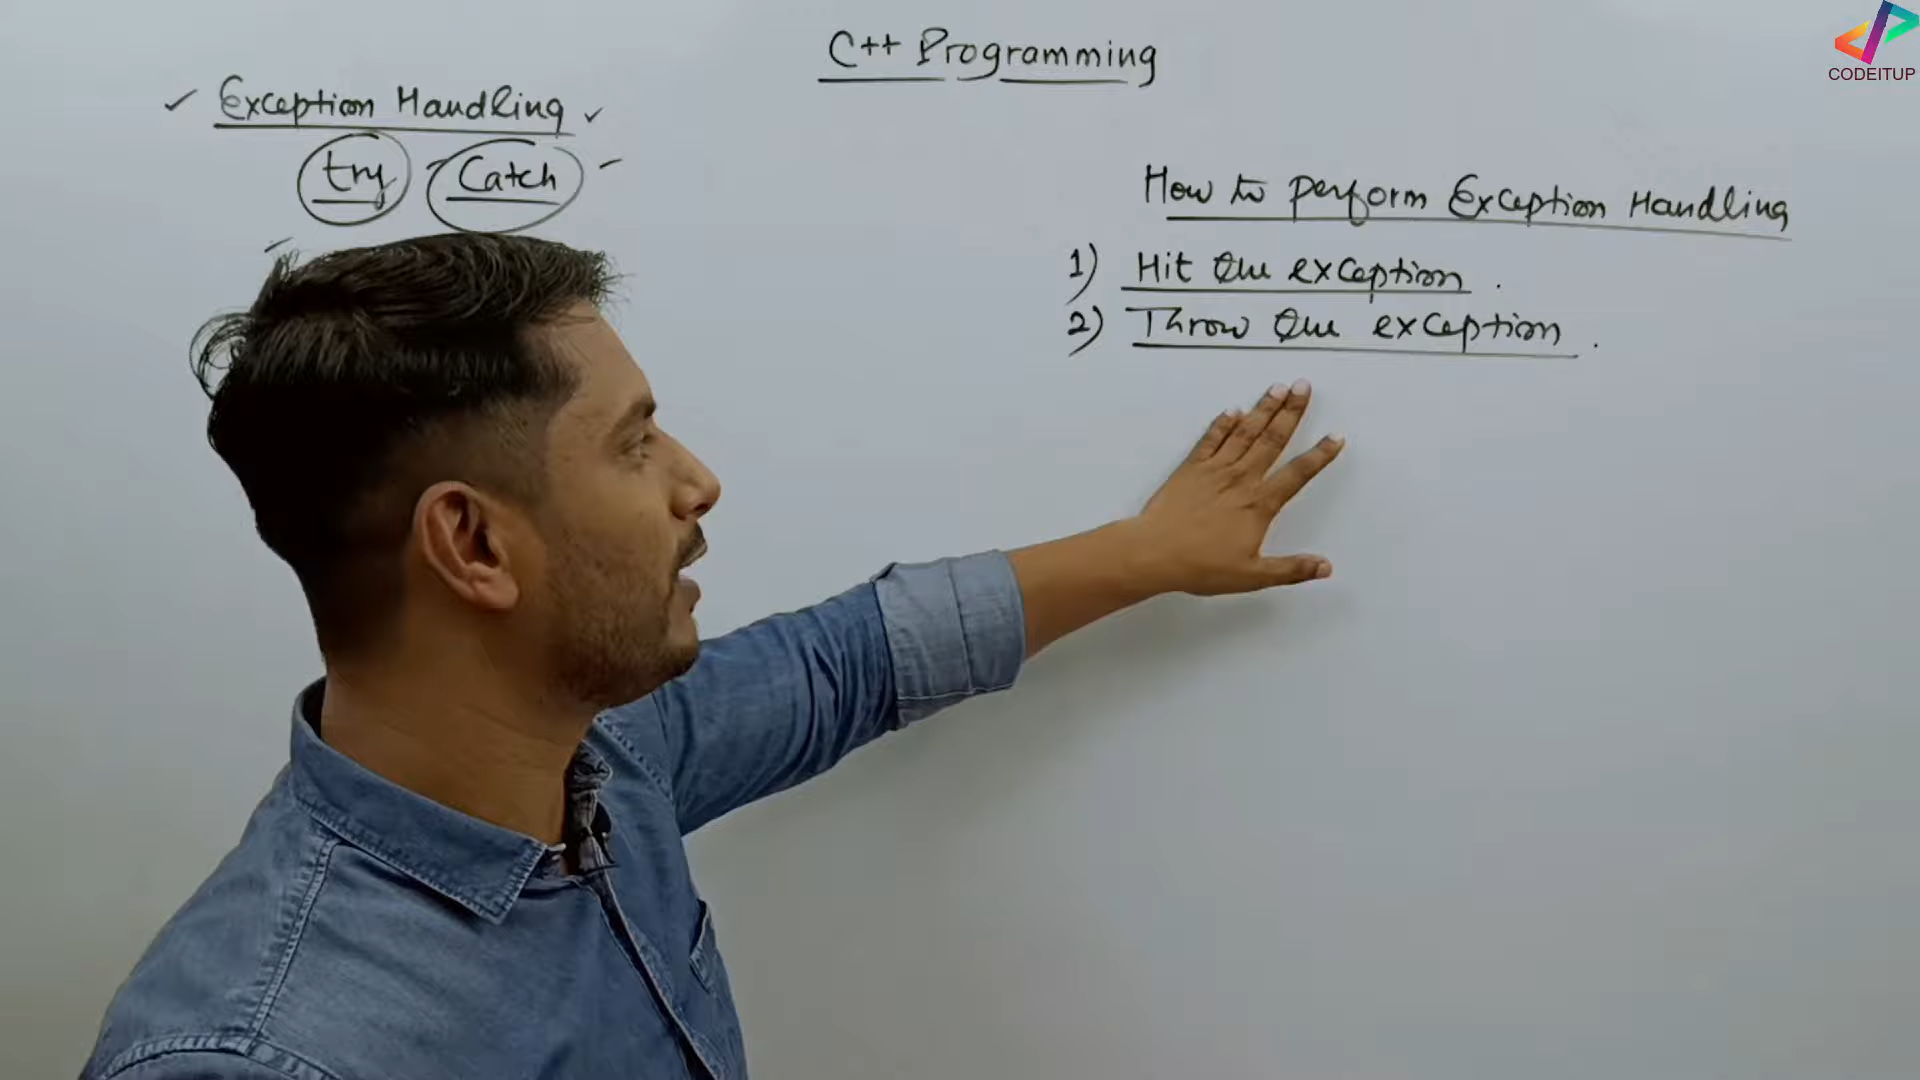 C++ Programming
CODEITUP
Exception Handling
try
Catch
How to perform Exception Handling
1) Hit the exception.
2) Throw the exception.